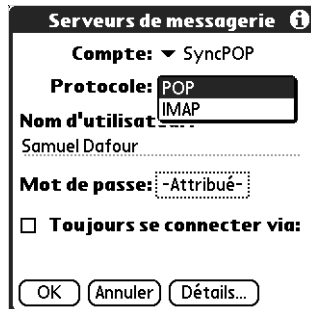 Serveurs de messagerie i
Compte: SyncPOP
Protocole: POP
IMAP
Nom d'utilisateur:
Samuel Dafour
Mot de passe: -Attribué-
Toujours se connecter via:
OK Annuler Détails...